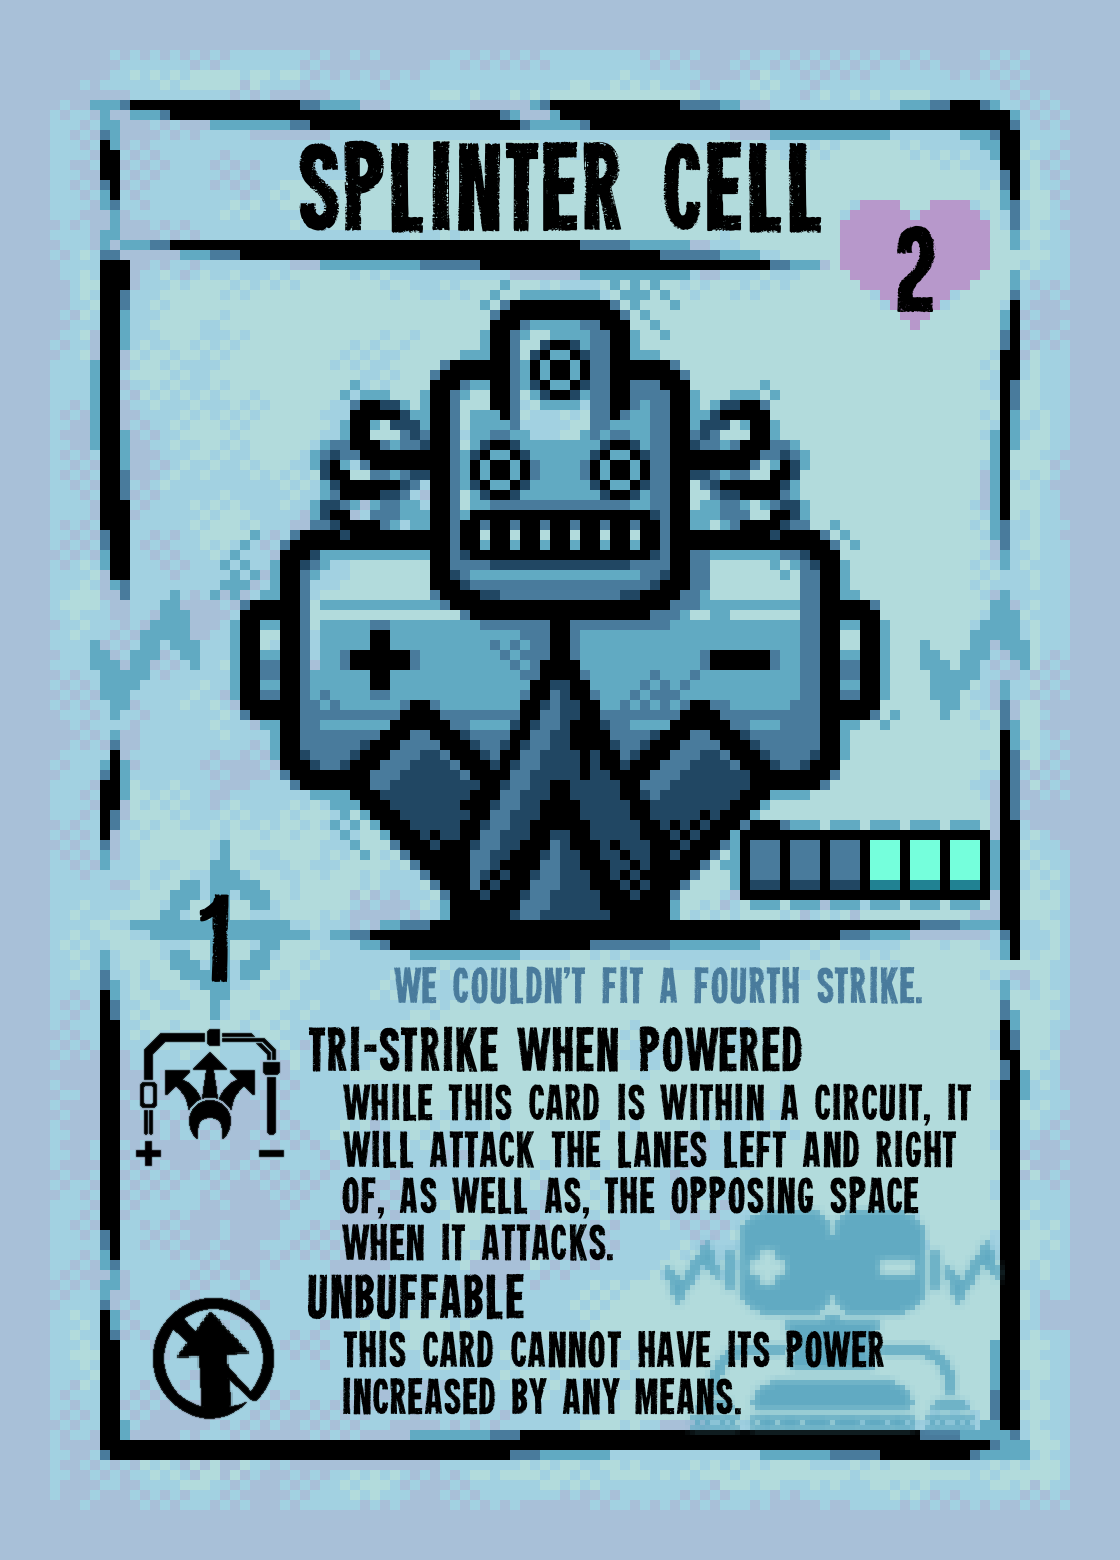 SPLINTER CELL
2
+ -
1
WE COULDN'T FIT A FOURTH STRIKE.
TRI-STRIKE WHEN POWERED
WHILE THIS CARD IS WITHIN A CIRCUIT, IT
WILL ATTACK THE LANES LEFT AND RIGHT
OF, AS WELL AS, THE OPPOSING SPACE
WHEN IT ATTACKS.
+ -
UNBUFFABLE
THIS CARD CANNOT HAVE ITS POWER
INCREASED BY ANY MEANS.